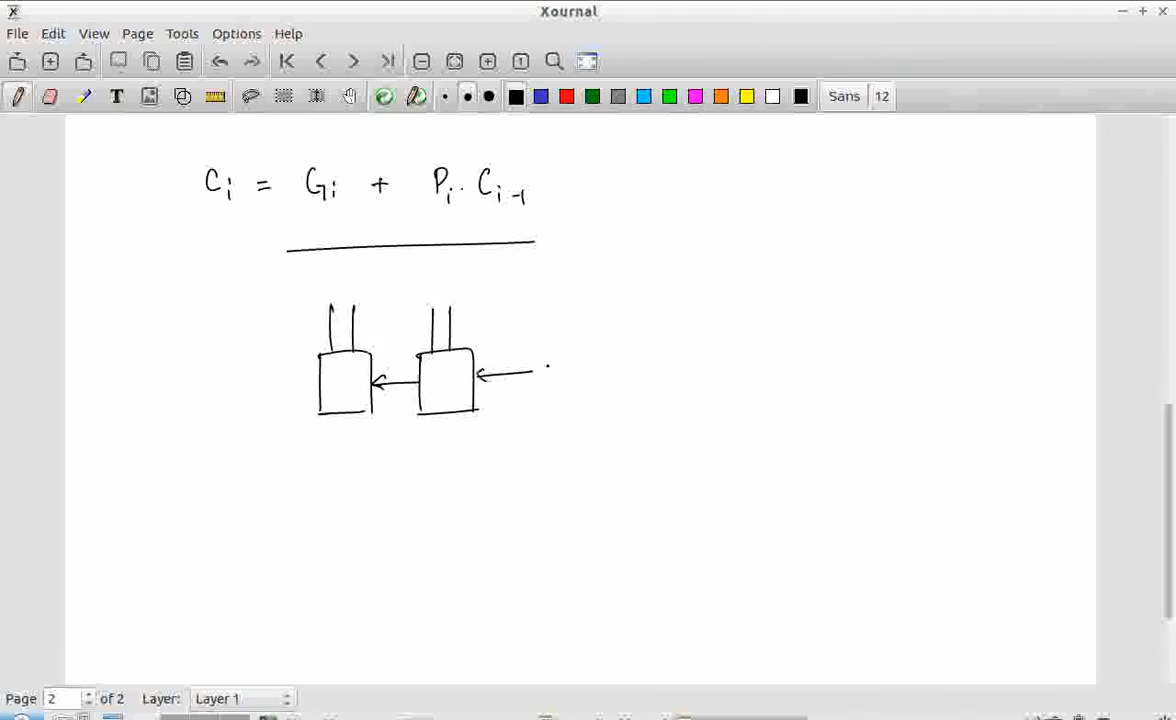 Xournal
File Edit View Page Tools Options Help
Sans 12
Ci = Gi + Pi . Ci-1
Page 2 of 2 Layer: Layer 1